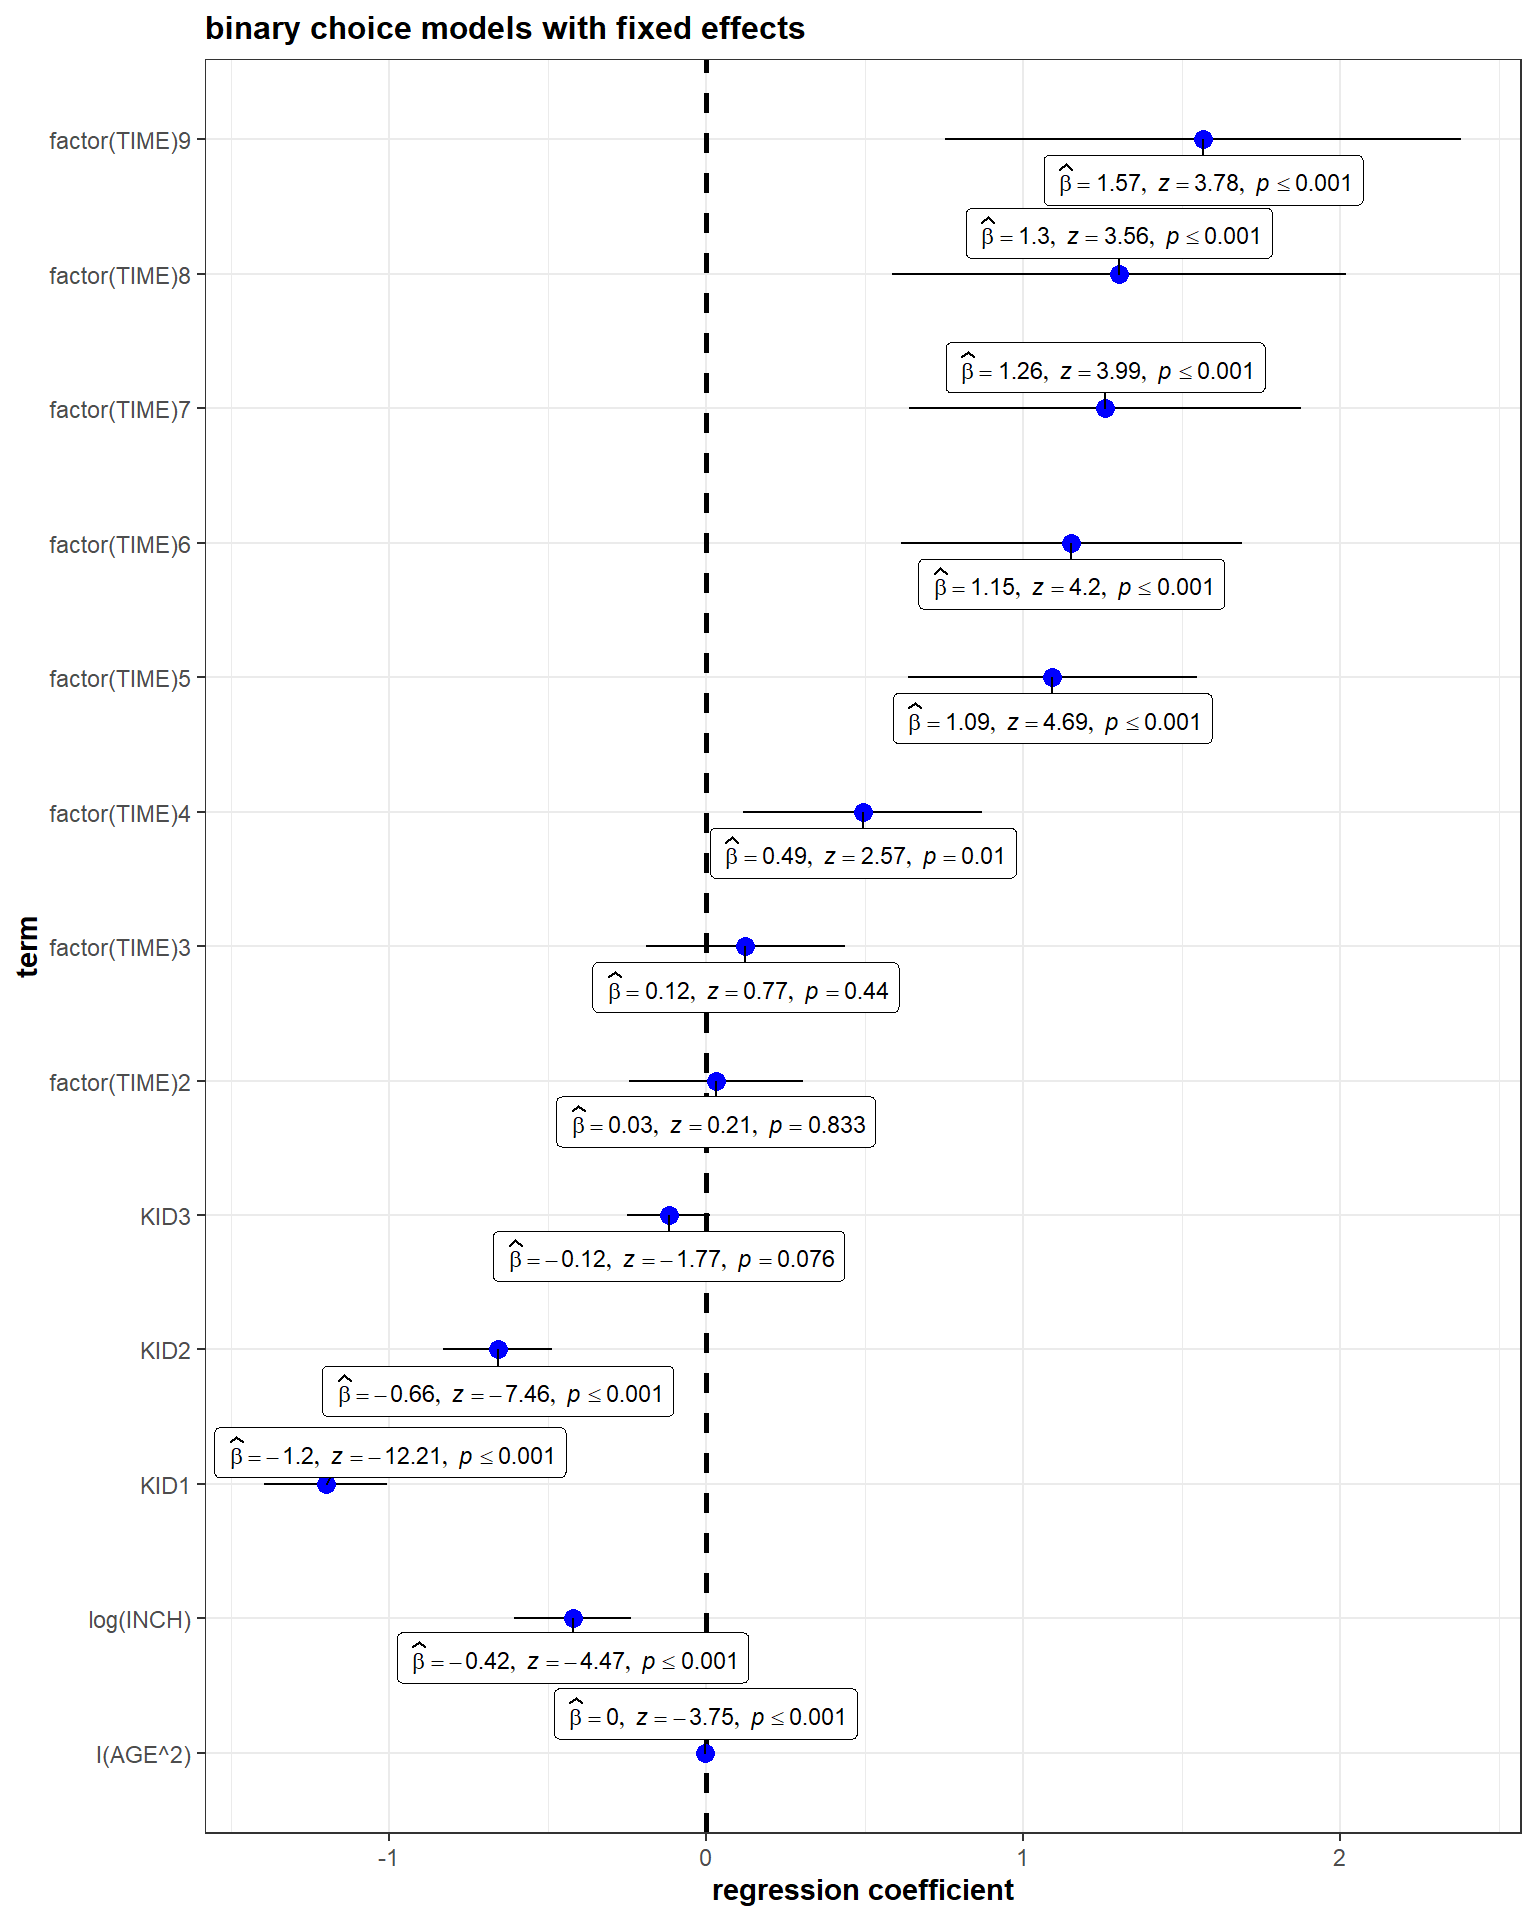 binary choice models with fixed effects
factor(TIME)9
β̂ = 1.57, z = 3.78, p ≤ 0.001
β̂ = 1.3, z = 3.56, p ≤ 0.001
factor(TIME)8
β̂ = 1.26, z = 3.99, p ≤ 0.001
factor(TIME)7
factor(TIME)6
β̂ = 1.15, z = 4.2, p ≤ 0.001
factor(TIME)5
β̂ = 1.09, z = 4.69, p ≤ 0.001
factor(TIME)4
β̂ = 0.49, z = 2.57, p = 0.01
term
factor(TIME)3
β̂ = 0.12, z = 0.77, p = 0.44
factor(TIME)2
β̂ = 0.03, z = 0.21, p = 0.833
KID3
β̂ = −0.12, z = −1.77, p = 0.076
KID2
β̂ = −0.66, z = −7.46, p ≤ 0.001
β̂ = −1.2, z = −12.21, p ≤ 0.001
KID1
log(INCH)
β̂ = −0.42, z = −4.47, p ≤ 0.001
β̂ = 0, z = −3.75, p ≤ 0.001
I(AGE^2)
-1 0 1 2
regression coefficient